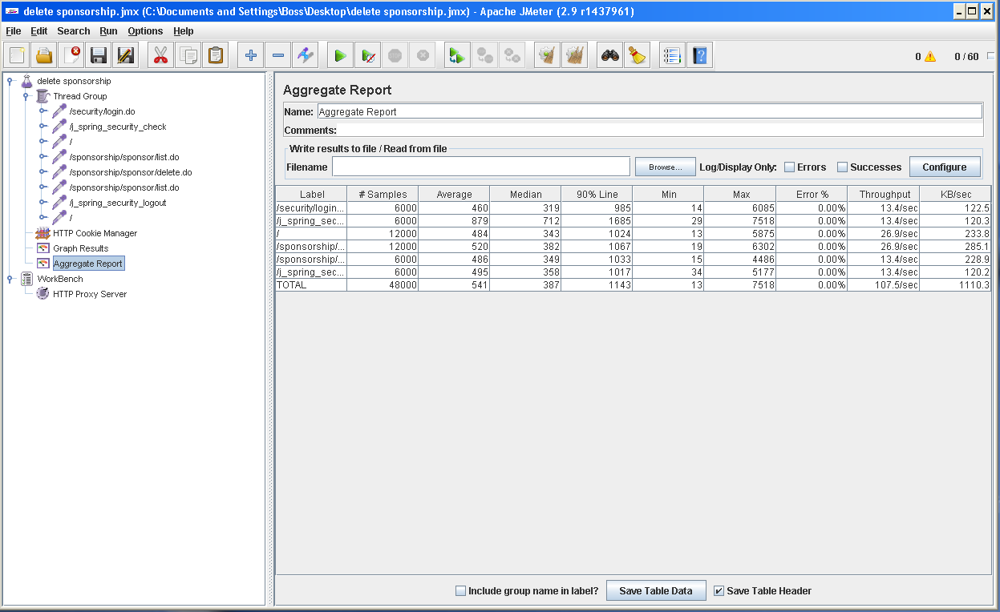 delete sponsorship.jmx (C:\Documents and Settings\Boss\Desktop\delete sponsorship.jmx) - Apache JMeter (2.9 r1437961)
File Edit Search Run Options Help
0 0 / 60
delete sponsorship
Thread Group
/security/login.do
/j_spring_security_check
/
/sponsorship/sponsor/list.do
/sponsorship/sponsor/delete.do
/sponsorship/sponsor/list.do
/j_spring_security_logout
/
HTTP Cookie Manager
Graph Results
Aggregate Report
WorkBench
HTTP Proxy Server
Aggregate Report
Name: Aggregate Report
Comments:
Write results to file / Read from file
Filename Browse... Log/Display Only: Errors Successes Configure
Label # Samples Average Median 90% Line Min Max Error % Throughput KB/sec
/security/login... 6000 460 319 985 14 6085 0.00% 13.4/sec 122.5
/j_spring_sec... 6000 879 712 1685 29 7518 0.00% 13.4/sec 120.3
/ 12000 484 343 1024 13 5875 0.00% 26.9/sec 233.8
/sponsorship/... 12000 520 382 1067 19 6302 0.00% 26.9/sec 285.1
/sponsorship/... 6000 486 349 1033 15 4486 0.00% 13.4/sec 228.9
/j_spring_sec... 6000 495 358 1017 34 5177 0.00% 13.4/sec 120.2
TOTAL 48000 541 387 1143 13 7518 0.00% 107.5/sec 1110.3
Include group name in label? Save Table Data Save Table Header